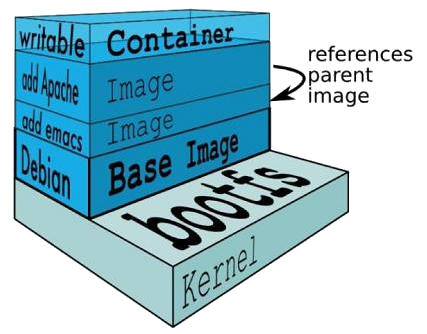 writable Container
add Apache Image
add emacs Image
Debian Base Image
bootfs
Kernel
references
parent
image